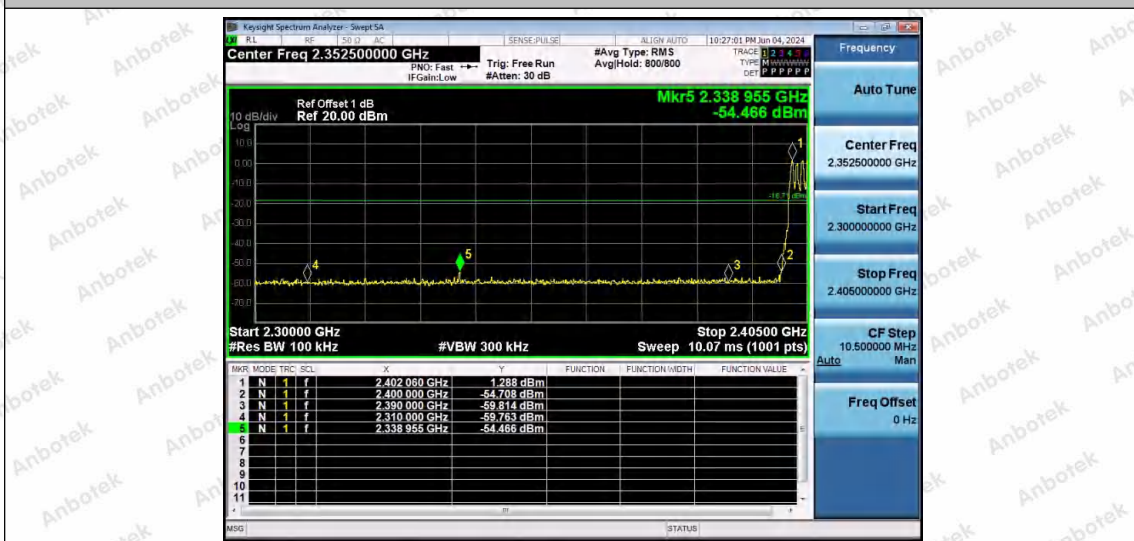 Keysight Spectrum Analyzer - Swept SA
RL RF 50 Ω AC SENSE:PULSE ALIGN AUTO 10:27:01 PM Jun 04, 2024
Center Freq 2.352500000 GHz
PNO: Fast
IFGain:Low
Trig: Free Run
#Atten: 30 dB
#Avg Type: RMS
Avg|Hold: 800/800
TRACE 1 2 3 4 5 6
TYPE M W W W W W
DET P P P P P P
Frequency
Auto Tune
Center Freq
2.352500000 GHz
Start Freq
2.300000000 GHz
Stop Freq
2.405000000 GHz
CF Step
10.500000 MHz
Auto Man
Freq Offset
0 Hz
Mkr5 2.338 955 GHz
-54.466 dBm
Ref Offset 1 dB
10 dB/div Ref 20.00 dBm
Log
10.0
0.00
-10.0
-20.0
-30.0
-40.0
-50.0
-60.0
-70.0
1
2
3
4
5
Start 2.30000 GHz Stop 2.40500 GHz
#Res BW 100 kHz #VBW 300 kHz Sweep 10.07 ms (1001 pts)
MKR MODE TRC SCL X Y FUNCTION FUNCTION WIDTH FUNCTION VALUE
1 N 1 f 2.402 060 GHz 1.288 dBm
2 N 1 f 2.400 000 GHz -54.708 dBm
3 N 1 f 2.390 000 GHz -59.814 dBm
4 N 1 f 2.310 000 GHz -59.763 dBm
5 N 1 f 2.338 955 GHz -54.466 dBm
6
7
8
9
10
11
MSG STATUS
Anbotek